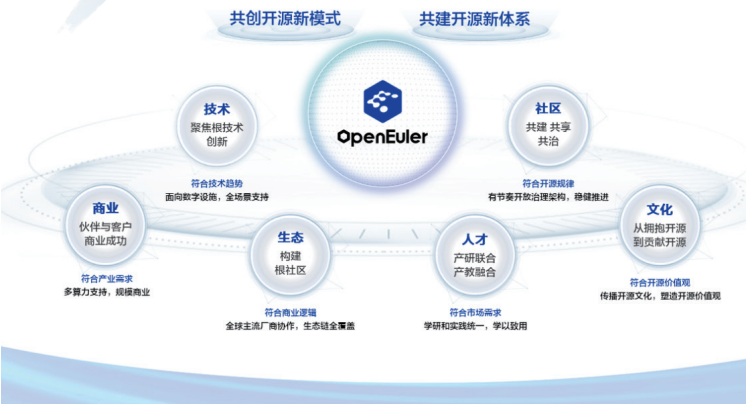 共创开源新模式
共建开源新体系
OpenEuler
技术
聚焦根技术
创新
符合技术趋势
面向数字设施，全场景支持
社区
共建 共享
共治
符合开源规律
有节奏开放治理架构，稳健推进
商业
伙伴与客户
商业成功
符合产业需求
多算力支持，规模商业
生态
构建
根社区
符合商业逻辑
全球主流厂商协作，生态链全覆盖
人才
产研联合
产教融合
符合市场需求
学研和实践统一，学以致用
文化
从拥抱开源
到贡献开源
符合开源价值观
传播开源文化，塑造开源价值观